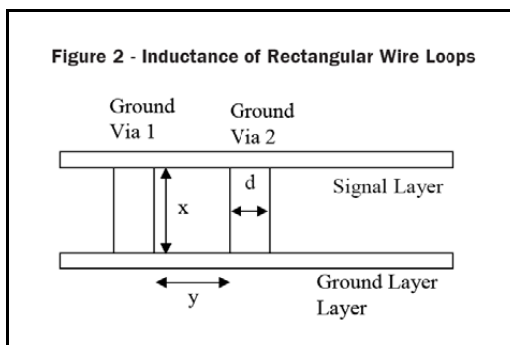 Figure 2 - Inductance of Rectangular Wire Loops
Ground
Via 1
Ground
Via 2
d
Signal Layer
x
Ground Layer
Layer
y